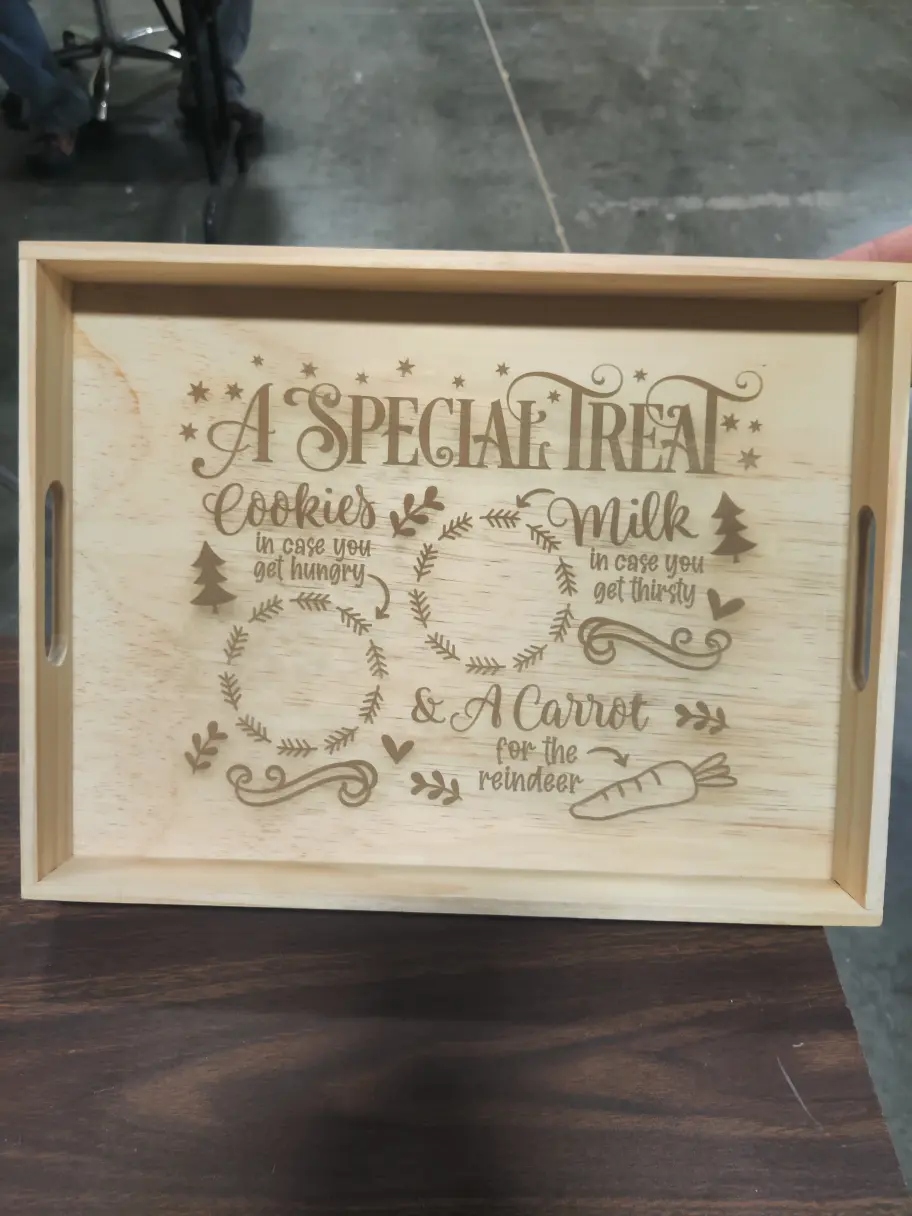 A SPECIAL TREAT
Cookies
in case you
get hungry
Milk
in case you
get thirsty
& A Carrot
for the
reindeer